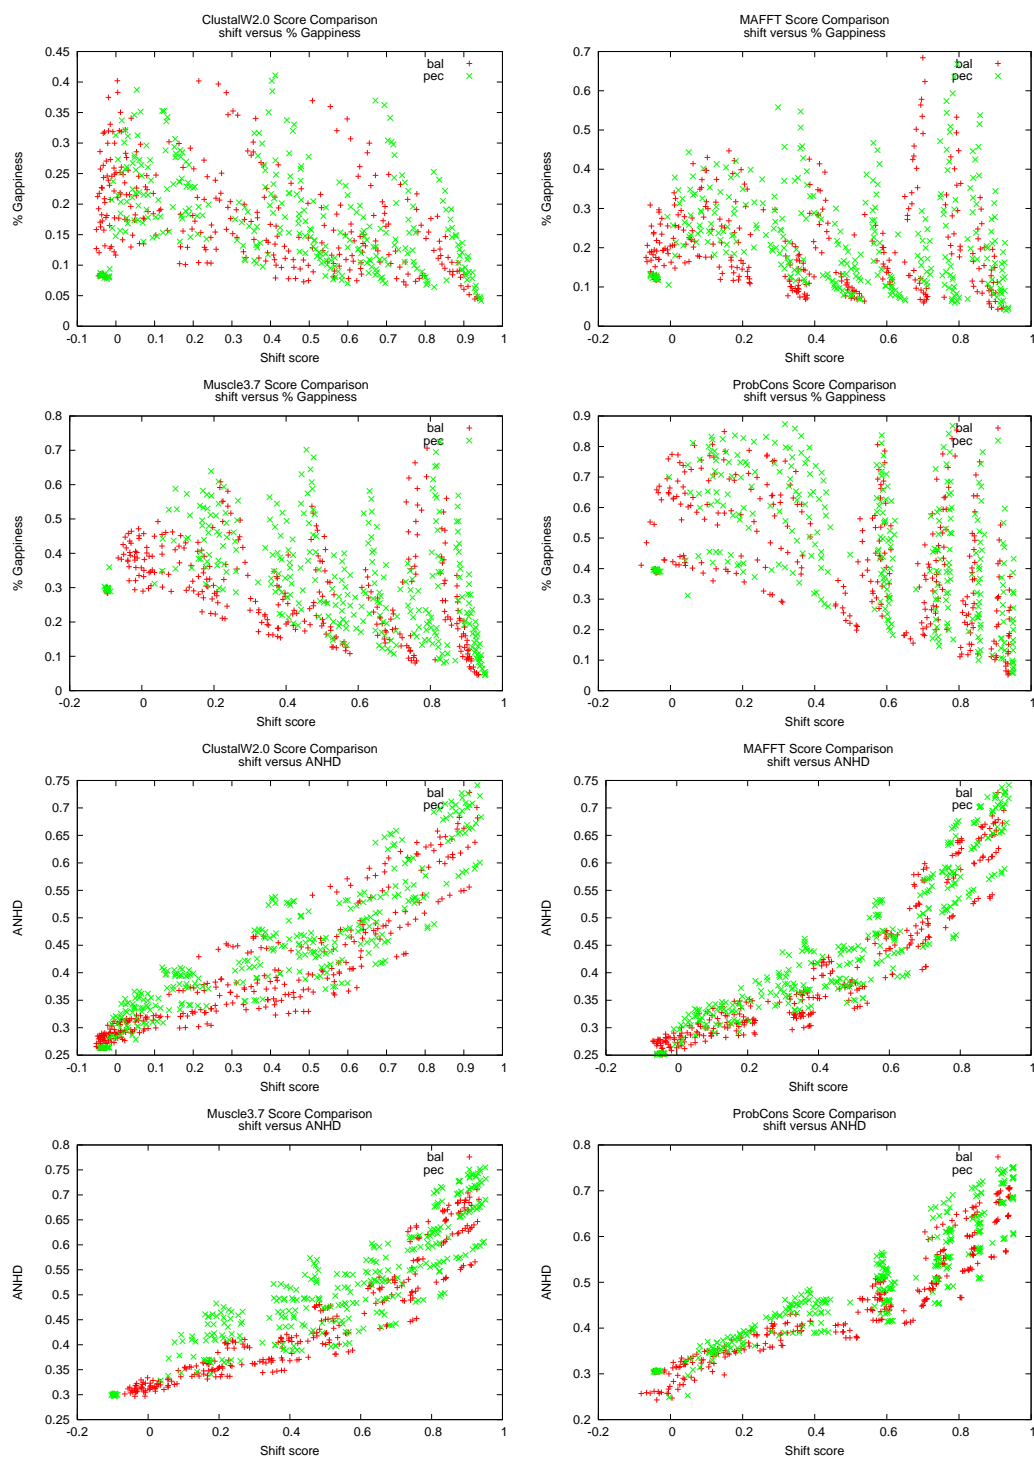 ClustalW2.0 Score Comparison
shift versus % Gappiness
% Gappiness
0.45
0.4
0.35
0.3
0.25
0.2
0.15
0.1
0.05
0
bal
pec
-0.1 0 0.1 0.2 0.3 0.4 0.5 0.6 0.7 0.8 0.9 1
Shift score
MAFFT Score Comparison
shift versus % Gappiness
% Gappiness
0.7
0.6
0.5
0.4
0.3
0.2
0.1
0
bal
pec
-0.2 0 0.2 0.4 0.6 0.8 1
Shift score
Muscle3.7 Score Comparison
shift versus % Gappiness
% Gappiness
0.8
0.7
0.6
0.5
0.4
0.3
0.2
0.1
0
bal
pec
-0.2 0 0.2 0.4 0.6 0.8 1
Shift score
ProbCons Score Comparison
shift versus % Gappiness
% Gappiness
0.9
0.8
0.7
0.6
0.5
0.4
0.3
0.2
0.1
0
bal
pec
-0.2 0 0.2 0.4 0.6 0.8 1
Shift score
ClustalW2.0 Score Comparison
shift versus ANHD
ANHD
0.75
0.7
0.65
0.6
0.55
0.5
0.45
0.4
0.35
0.3
0.25
bal
pec
-0.1 0 0.1 0.2 0.3 0.4 0.5 0.6 0.7 0.8 0.9 1
Shift score
MAFFT Score Comparison
shift versus ANHD
ANHD
0.75
0.7
0.65
0.6
0.55
0.5
0.45
0.4
0.35
0.3
0.25
bal
pec
-0.2 0 0.2 0.4 0.6 0.8 1
Shift score
Muscle3.7 Score Comparison
shift versus ANHD
ANHD
0.8
0.75
0.7
0.65
0.6
0.55
0.5
0.45
0.4
0.35
0.3
0.25
bal
pec
-0.2 0 0.2 0.4 0.6 0.8 1
Shift score
ProbCons Score Comparison
shift versus ANHD
ANHD
0.8
0.7
0.6
0.5
0.4
0.3
0.2
bal
pec
-0.2 0 0.2 0.4 0.6 0.8 1
Shift score